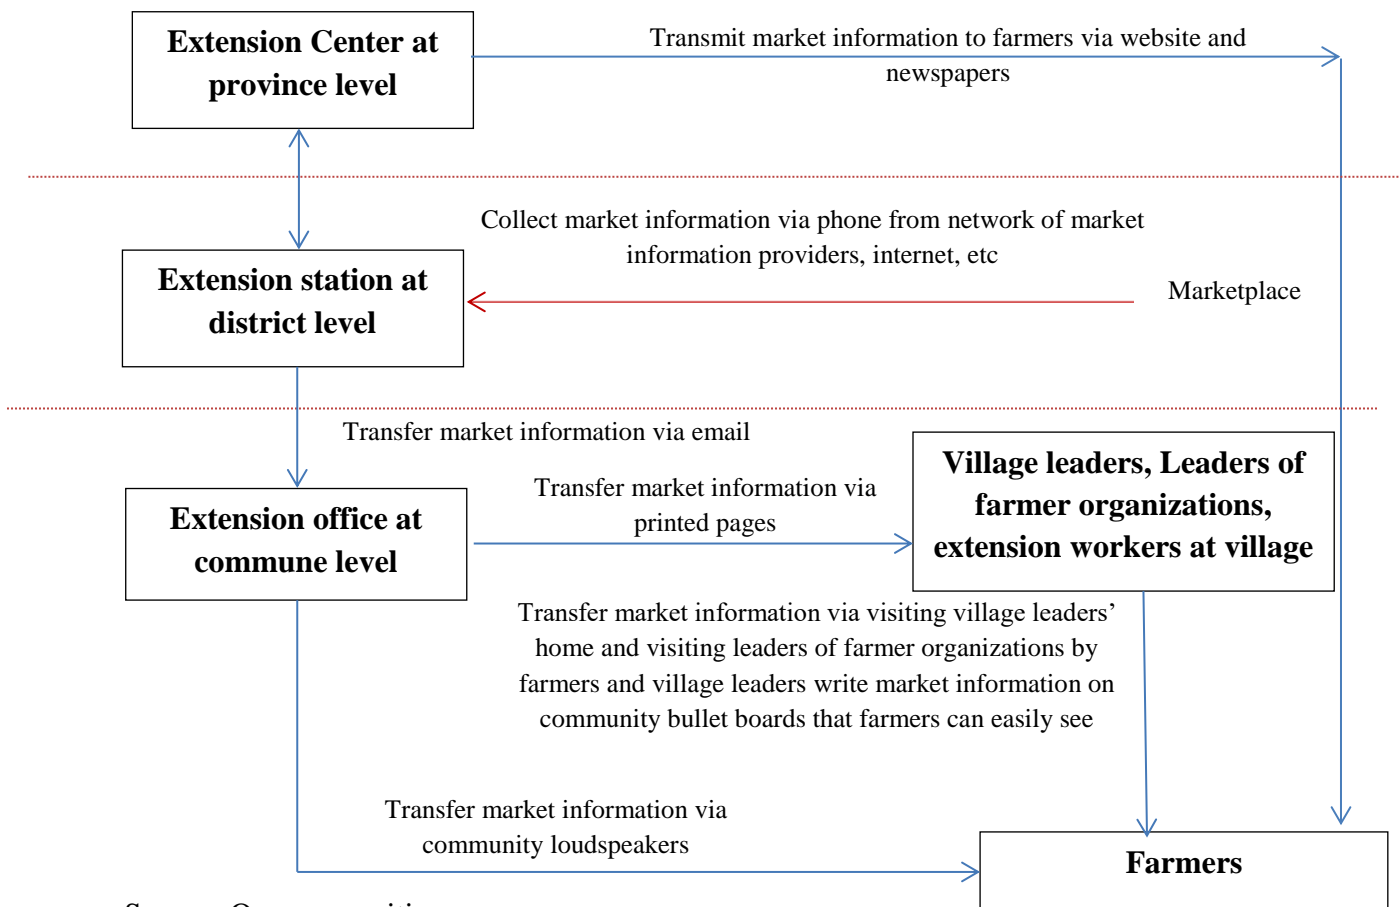 Extension Center at
province level
Transmit market information to farmers via website and
newspapers
Collect market information via phone from network of market
information providers, internet, etc
Extension station at
district level
Marketplace
Transfer market information via email
Village leaders, Leaders of
farmer organizations,
extension workers at village
Transfer market information via
printed pages
Extension office at
commune level
Transfer market information via visiting village leaders’
home and visiting leaders of farmer organizations by
farmers and village leaders write market information on
community bullet boards that farmers can easily see
Transfer market information via
community loudspeakers
Farmers